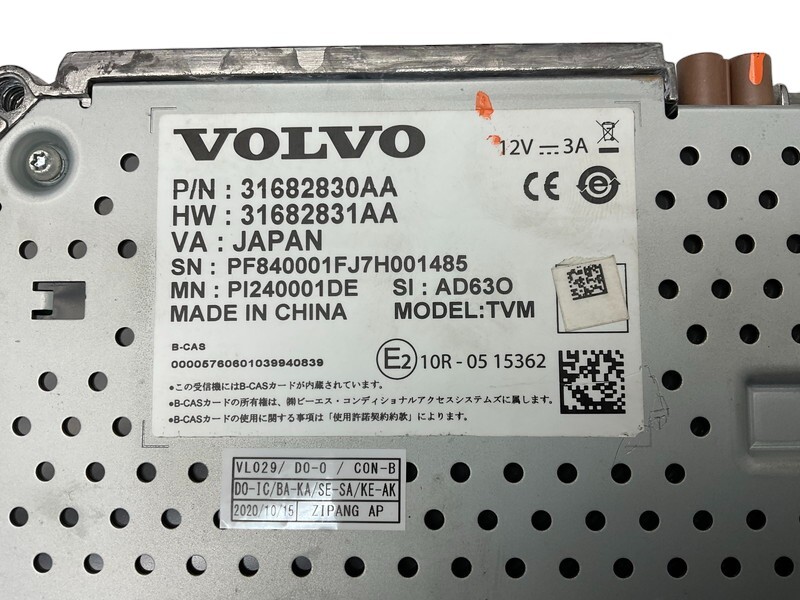 VOLVO
12V⎓3A
P/N : 31682830AA
HW : 31682831AA
CE
VA : JAPAN
SN : PF840001FJ7H001485
MN : PI240001DE SI : AD63O
MADE IN CHINA MODEL:TVM
B-CAS
00005760601039940839
E2 10R - 05 15362
●この受信機にはB-CASカードが内蔵されています。
●B-CASカードの所有権は、㈱ビーエス・コンディショナルアクセスシステムズに属します。
●B-CASカードの使用に関する事項は「使用許諾契約約款」によります。
VL029/ DO-O / CON-B
DO-IC/BA-KA/SE-SA/KE-AK
2020/10/15 ZIPANG AP